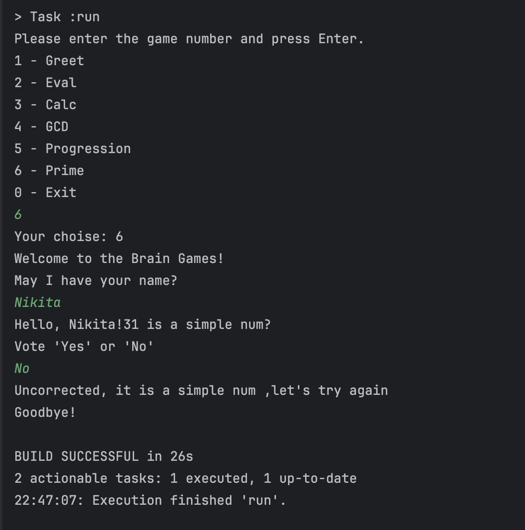 > Task :run
Please enter the game number and press Enter.
1 - Greet
2 - Eval
3 - Calc
4 - GCD
5 - Progression
6 - Prime
0 - Exit
6
Your choise: 6
Welcome to the Brain Games!
May I have your name?
Nikita
Hello, Nikita!31 is a simple num?
Vote 'Yes' or 'No'
No
Uncorrected, it is a simple num ,let's try again
Goodbye!
BUILD SUCCESSFUL in 26s
2 actionable tasks: 1 executed, 1 up-to-date
22:47:07: Execution finished 'run'.